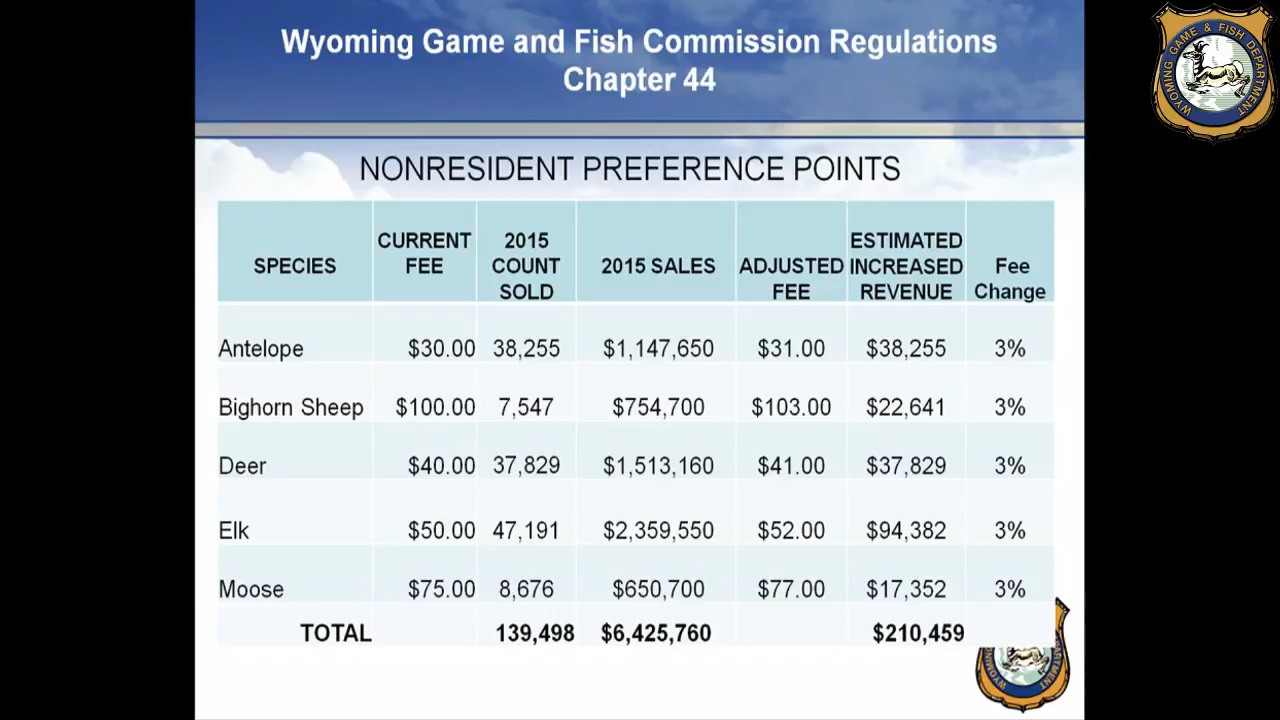 Wyoming Game and Fish Commission Regulations
Chapter 44
WYOMING GAME & FISH DEPARTMENT
NONRESIDENT PREFERENCE POINTS
SPECIES CURRENT FEE 2015 COUNT SOLD 2015 SALES ADJUSTED FEE ESTIMATED INCREASED REVENUE Fee Change
Antelope $30.00 38,255 $1,147,650 $31.00 $38,255 3%
Bighorn Sheep $100.00 7,547 $754,700 $103.00 $22,641 3%
Deer $40.00 37,829 $1,513,160 $41.00 $37,829 3%
Elk $50.00 47,191 $2,359,550 $52.00 $94,382 3%
Moose $75.00 8,676 $650,700 $77.00 $17,352 3%
TOTAL 139,498 $6,425,760 $210,459
WYOMING DEPARTMENT